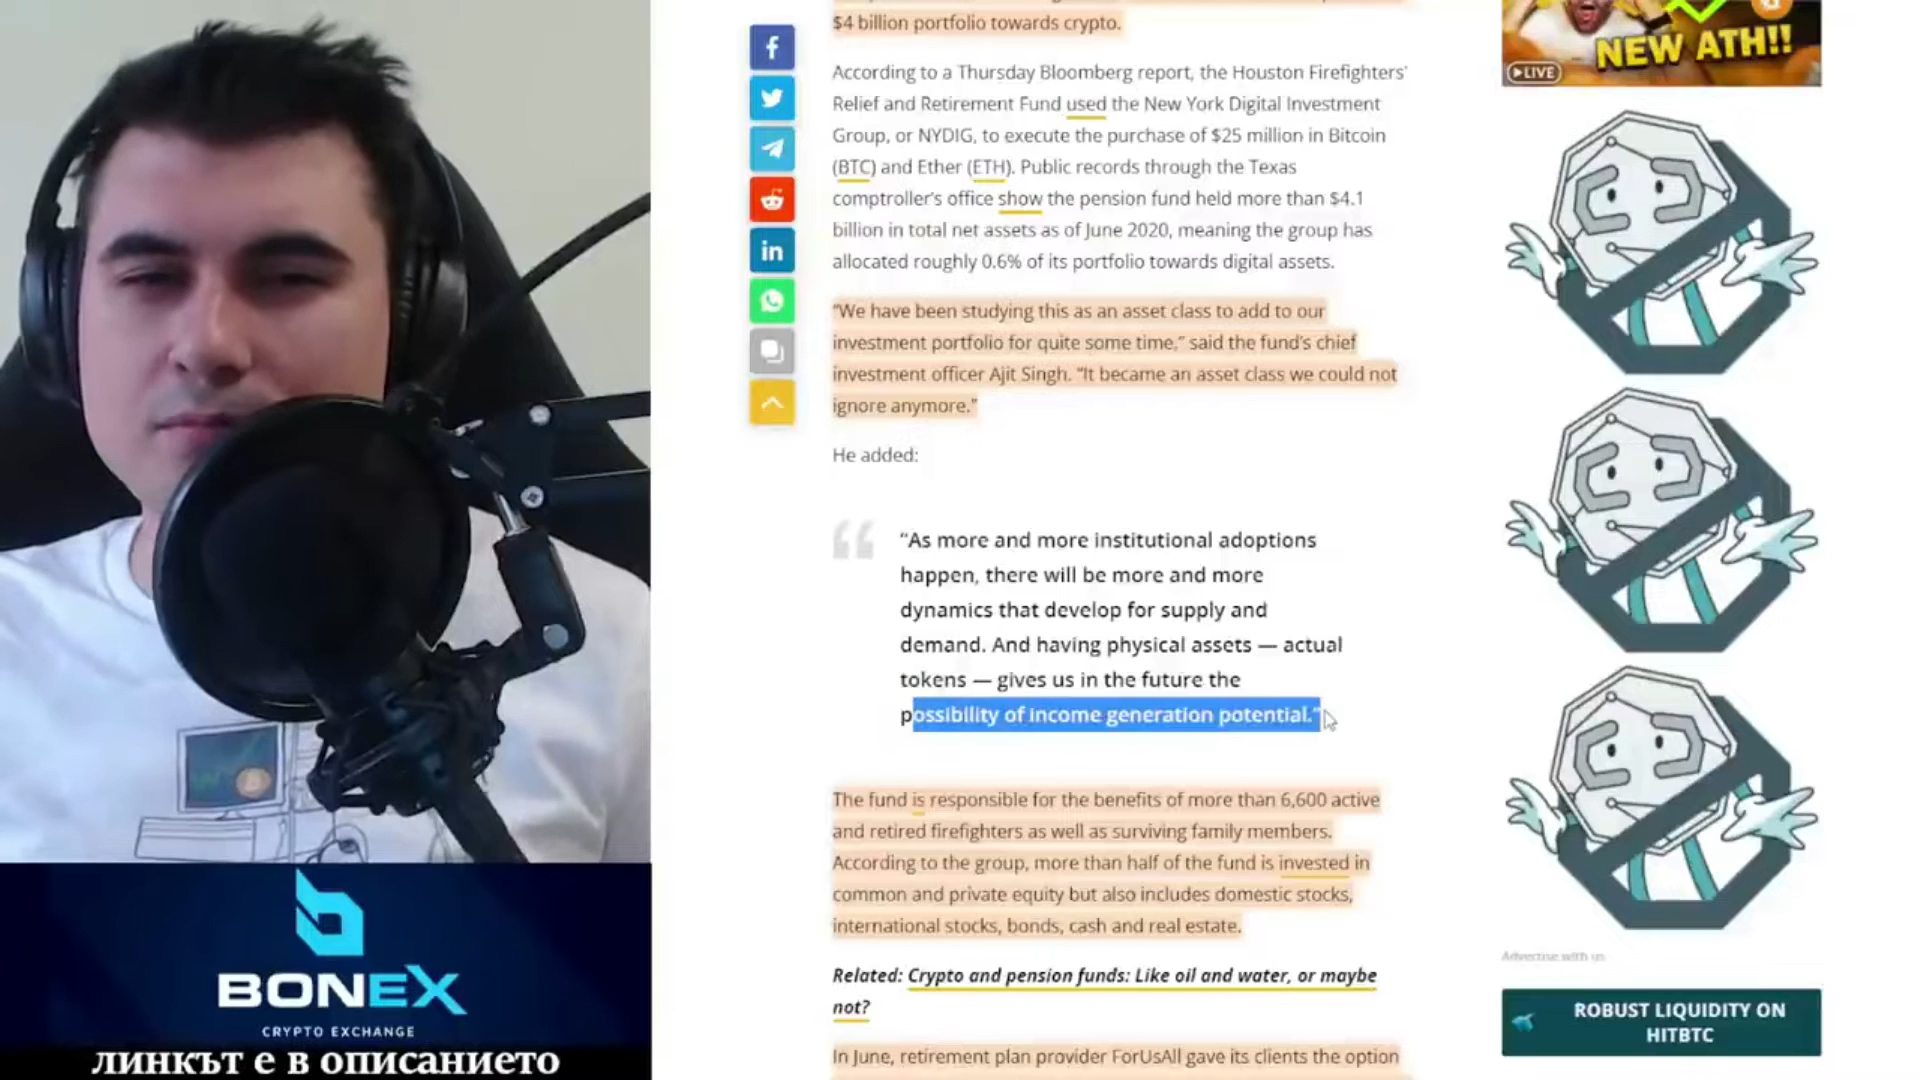 $4 billion portfolio towards crypto.
According to a Thursday Bloomberg report, the Houston Firefighters'
Relief and Retirement Fund used the New York Digital Investment
Group, or NYDIG, to execute the purchase of $25 million in Bitcoin
(BTC) and Ether (ETH). Public records through the Texas
comptroller's office show the pension fund held more than $4.1
billion in total net assets as of June 2020, meaning the group has
allocated roughly 0.6% of its portfolio towards digital assets.
"We have been studying this as an asset class to add to our
investment portfolio for quite some time," said the fund's chief
investment officer Ajit Singh. "It became an asset class we could not
ignore anymore."
He added:
"As more and more institutional adoptions
happen, there will be more and more
dynamics that develop for supply and
demand. And having physical assets — actual
tokens — gives us in the future the
possibility of income generation potential."
The fund is responsible for the benefits of more than 6,600 active
and retired firefighters as well as surviving family members.
According to the group, more than half of the fund is invested in
common and private equity but also includes domestic stocks,
international stocks, bonds, cash and real estate.
Related: Crypto and pension funds: Like oil and water, or maybe
not?
In June, retirement plan provider ForUsAll gave its clients the option
NEW ATH!!
LIVE
Advertise with us
ROBUST LIQUIDITY ON
HITBTC
BONEX
CRYPTO EXCHANGE
ЛИНКЪТ Е В ОПИСАНИЕТО